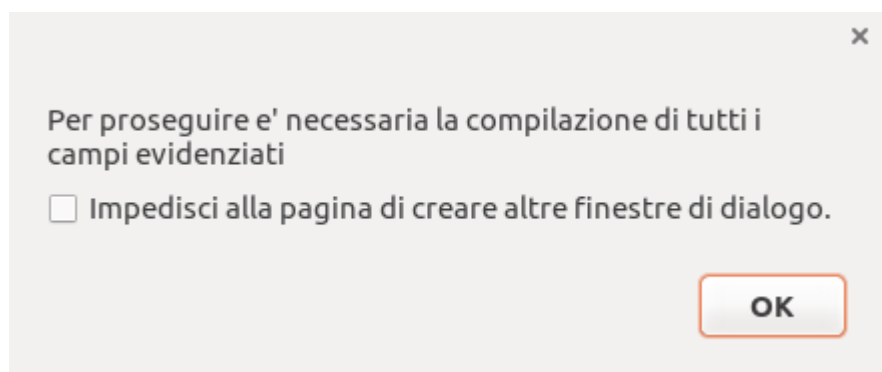 Per proseguire e' necessaria la compilazione di tutti i
campi evidenziati
Impedisci alla pagina di creare altre finestre di dialogo.
OK